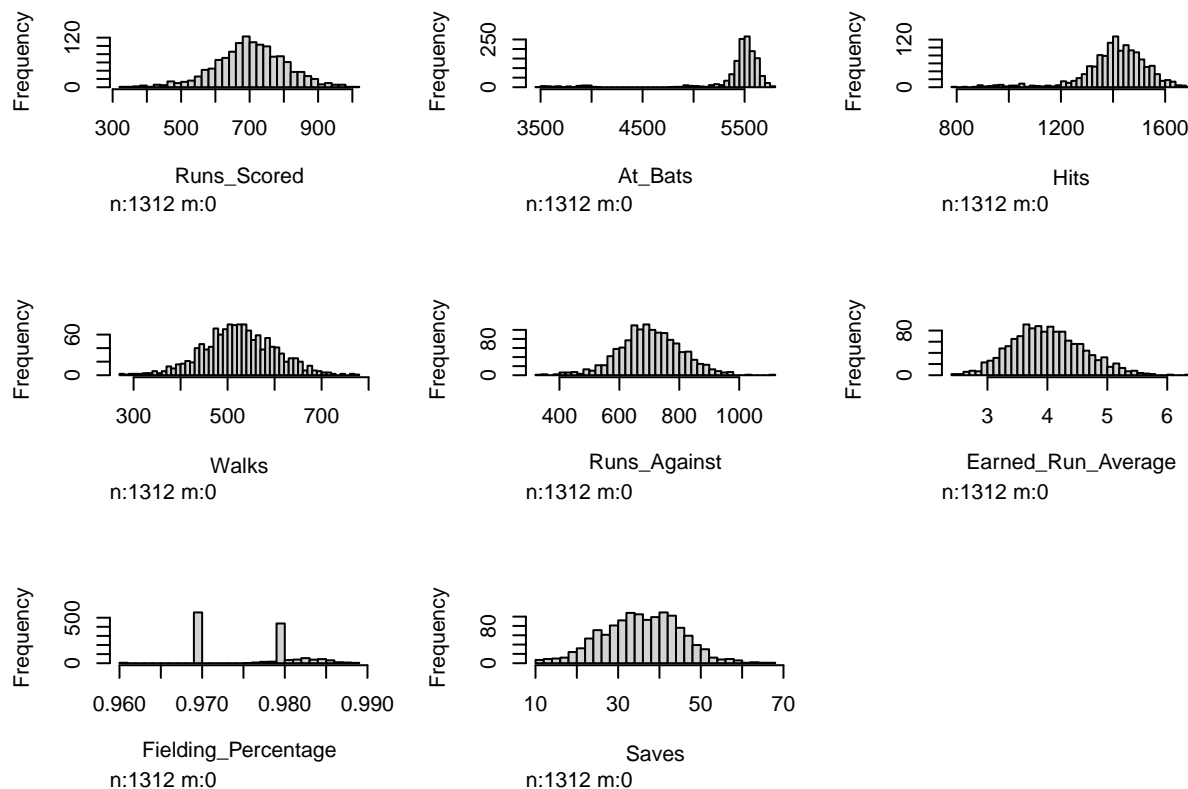 Frequency
0 120
300 500 700 900
Runs_Scored
n:1312 m:0
Frequency
0 250
3500 4500 5500
At_Bats
n:1312 m:0
Frequency
0 120
800 1200 1600
Hits
n:1312 m:0
Frequency
0 60
300 500 700
Walks
n:1312 m:0
Frequency
0 80
400 600 800 1000
Runs_Against
n:1312 m:0
Frequency
0 80
3 4 5 6
Earned_Run_Average
n:1312 m:0
Frequency
0 500
0.960 0.970 0.980 0.990
Fielding_Percentage
n:1312 m:0
Frequency
0 80
10 30 50 70
Saves
n:1312 m:0